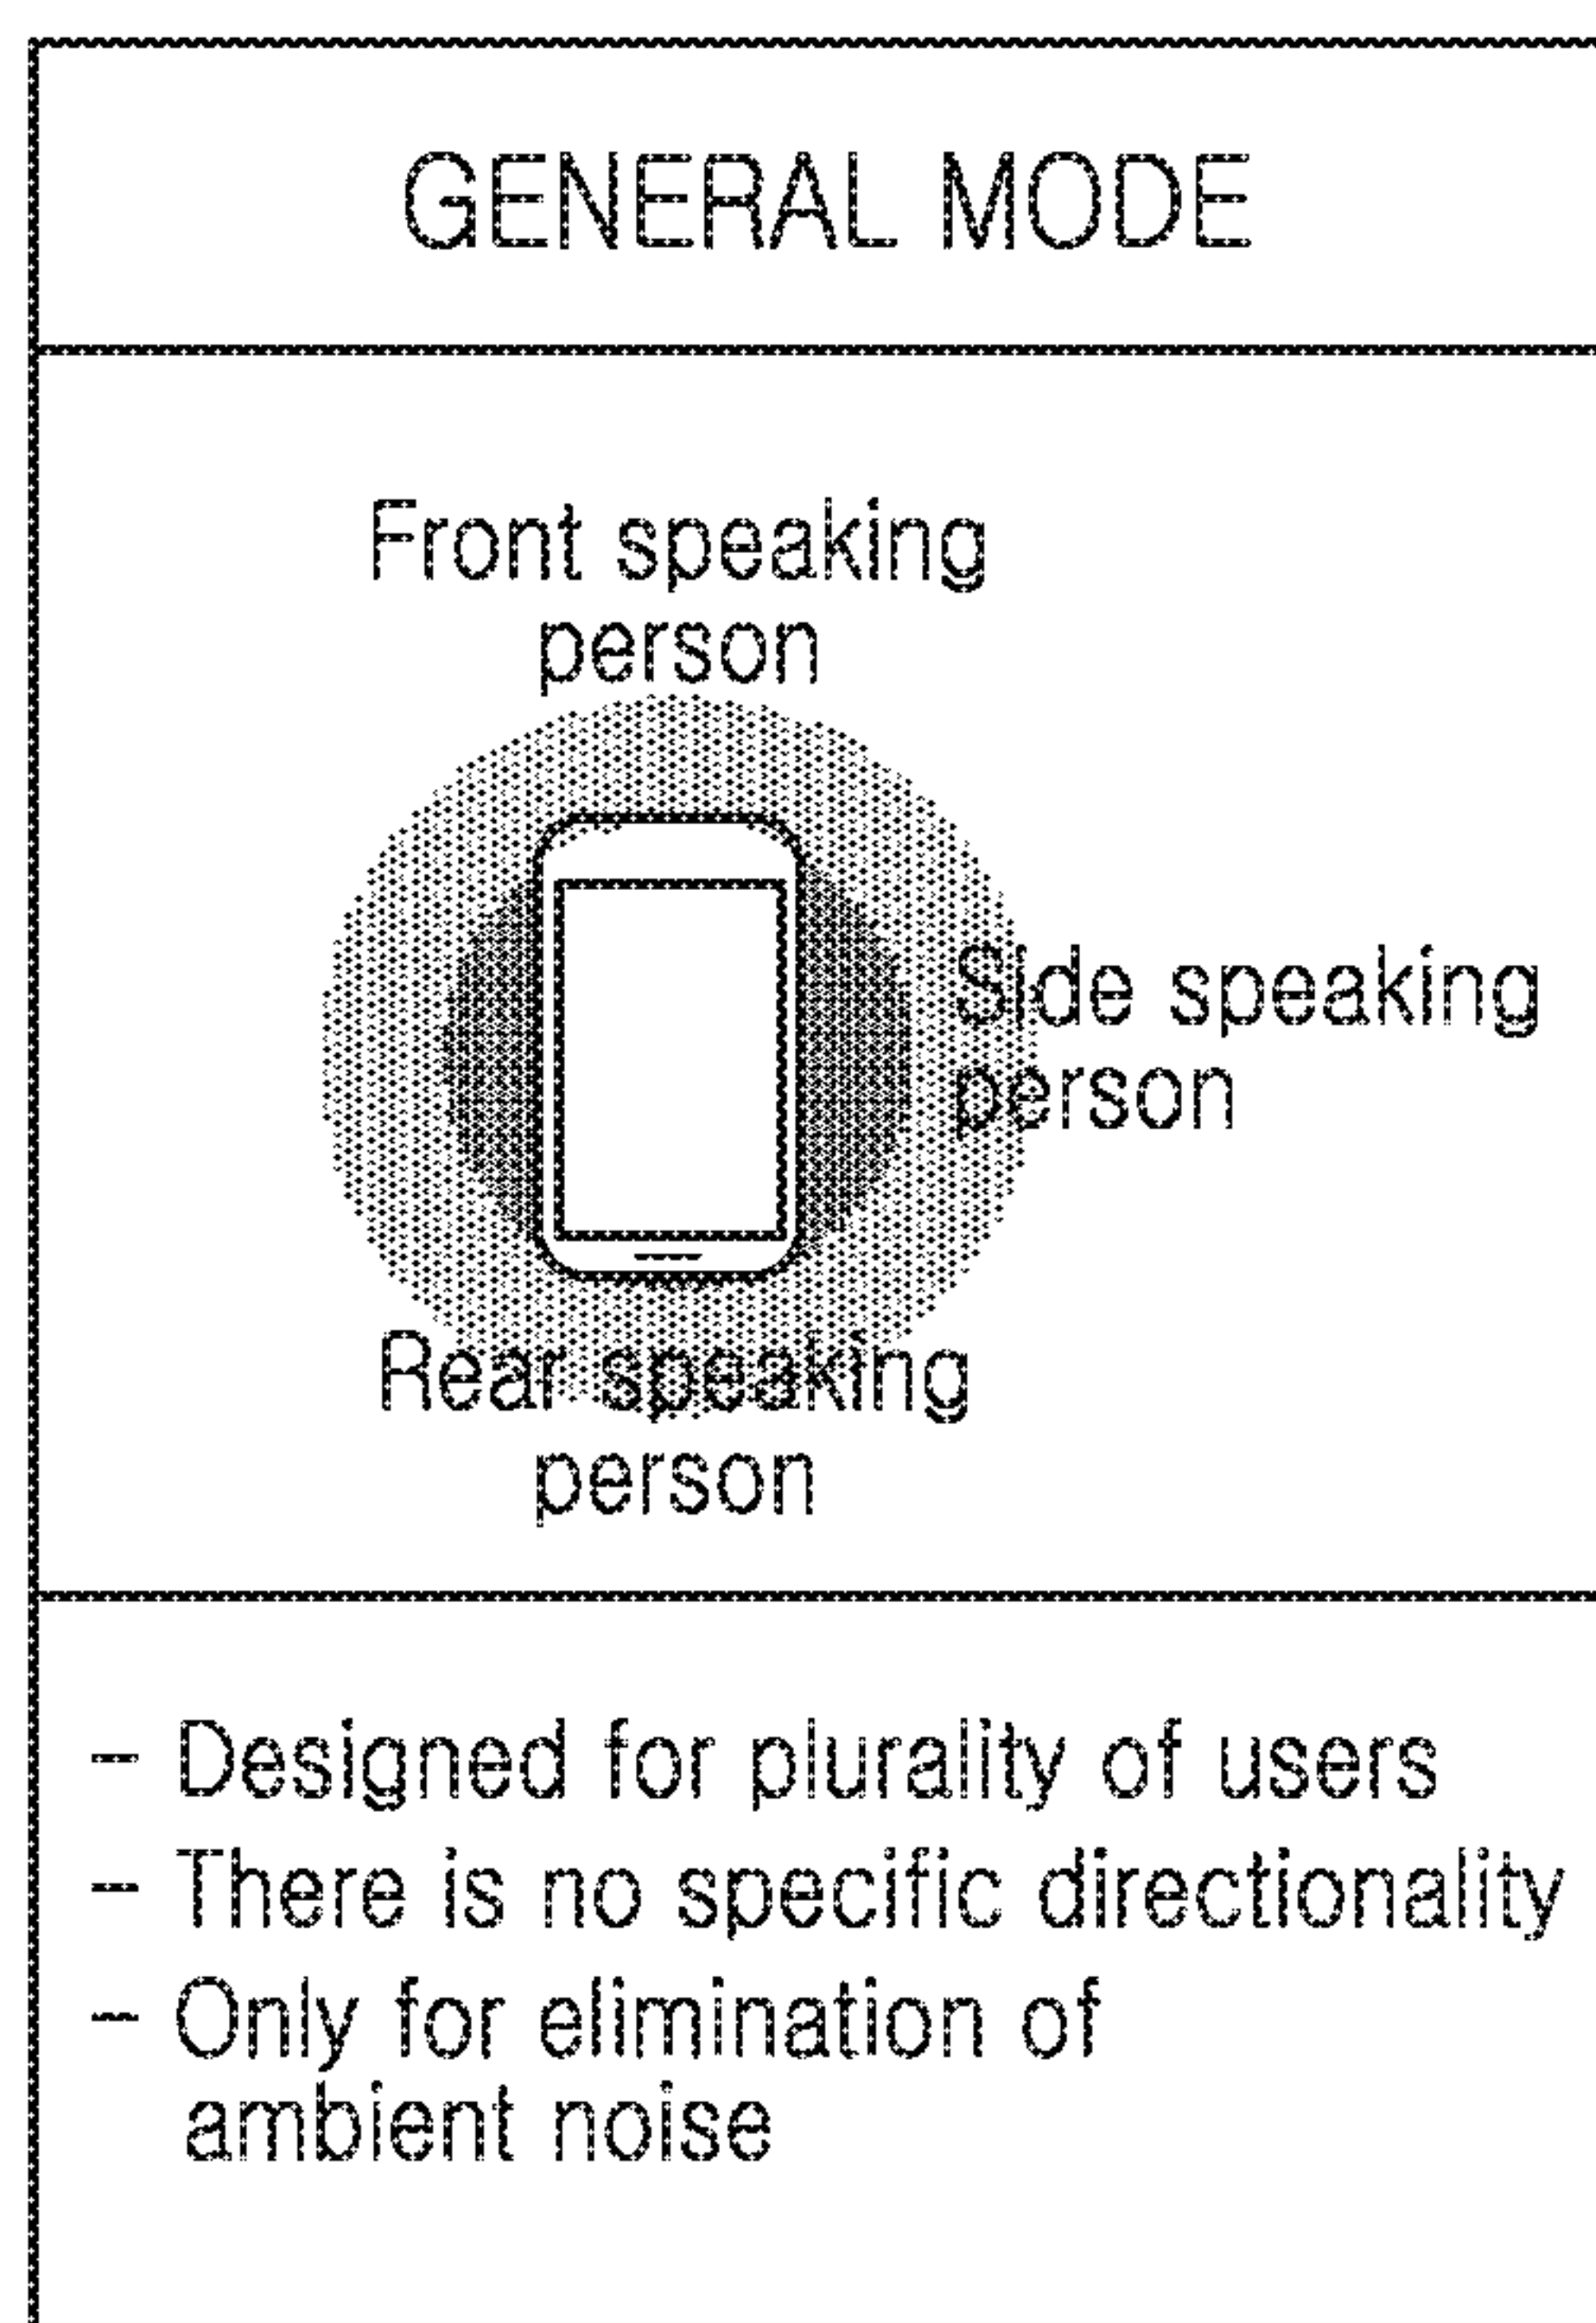 GENERAL MODE
Front speaking
person
Side speaking
person
Rear speaking
person
- Designed for plurality of users
- There is no specific directionality
- Only for elimination of
ambient noise